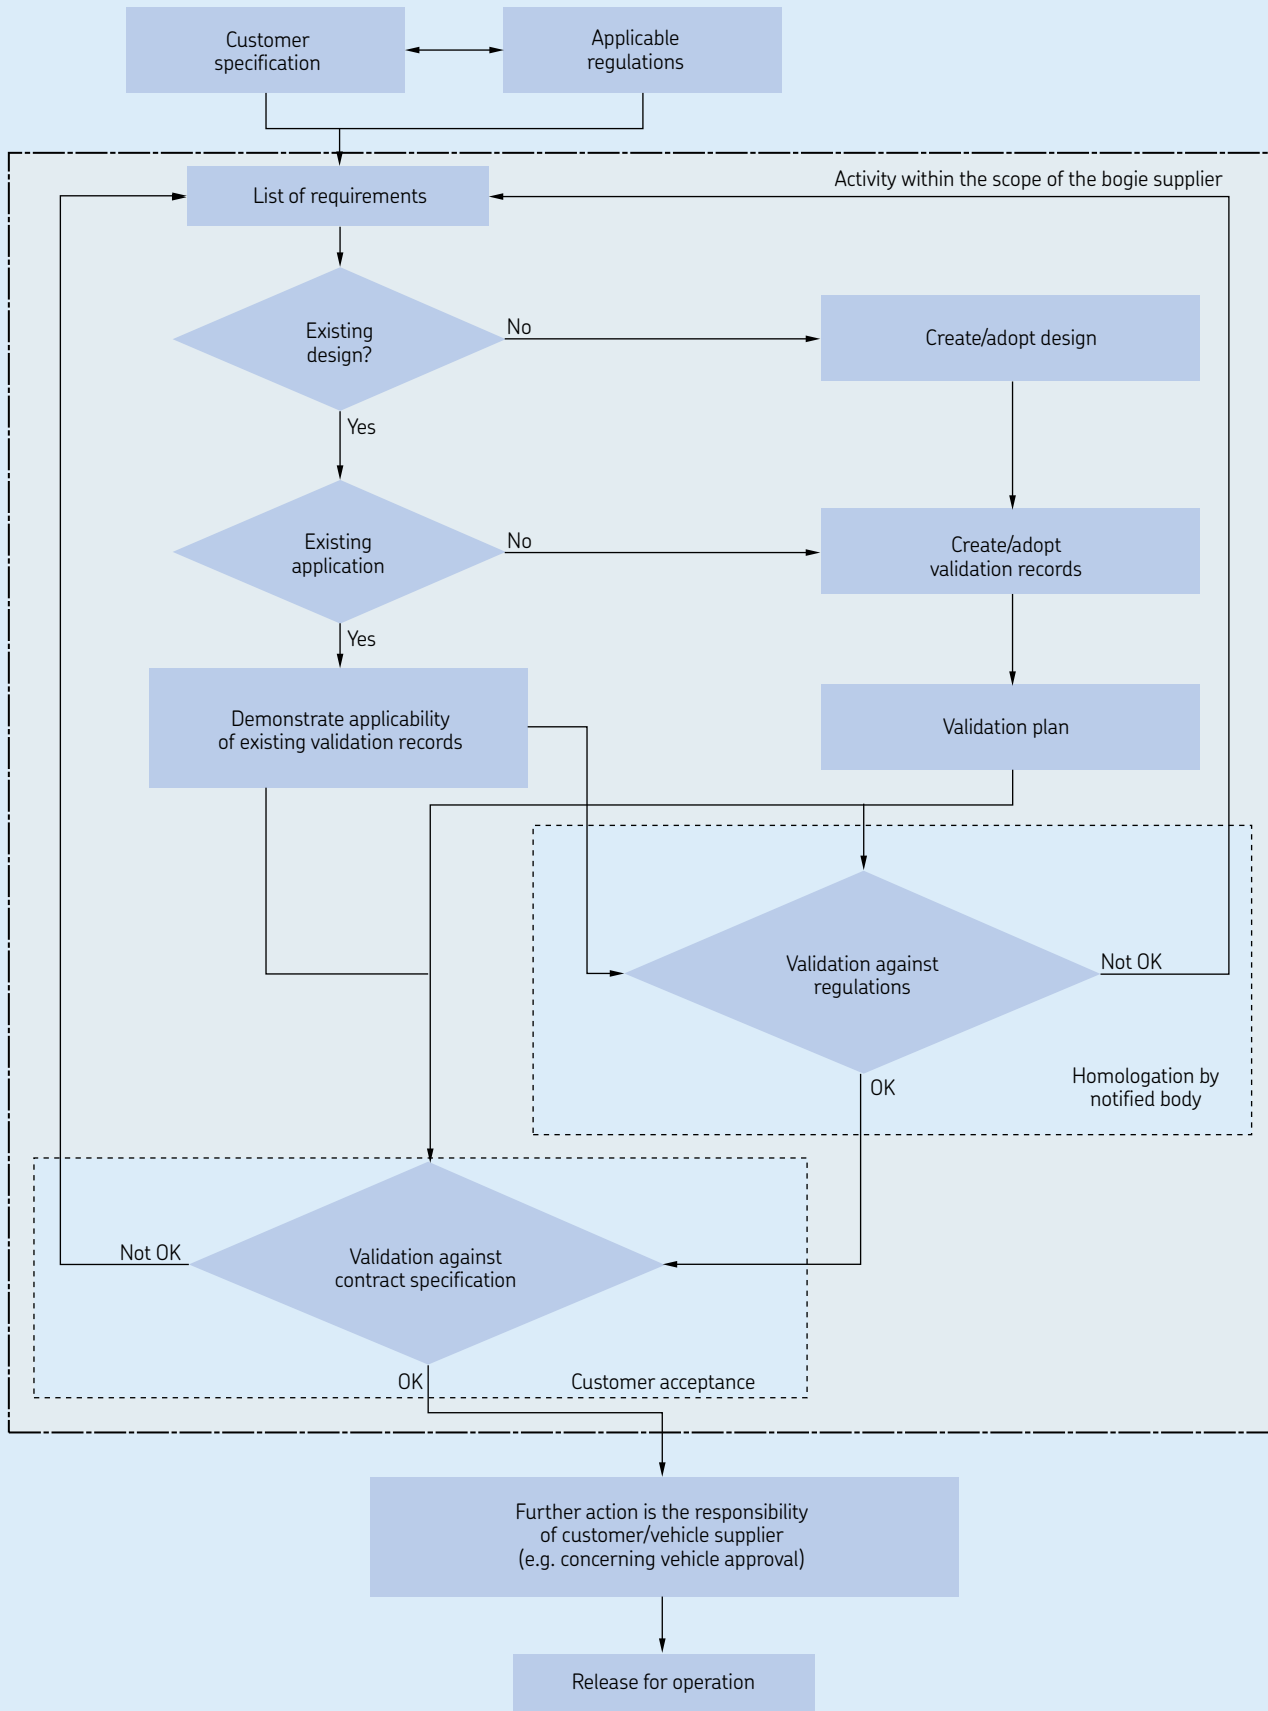 Customer
specification
Applicable
regulations
Activity within the scope of the bogie supplier
List of requirements
Existing
design?
No
Create/adopt design
Yes
Existing
application
No
Create/adopt
validation records
Yes
Demonstrate applicability
of existing validation records
Validation plan
Validation against
regulations
Not OK
OK
Homologation by
notified body
Not OK
Validation against
contract specification
OK
Customer acceptance
Further action is the responsibility
of customer/vehicle supplier
(e.g. concerning vehicle approval)
Release for operation